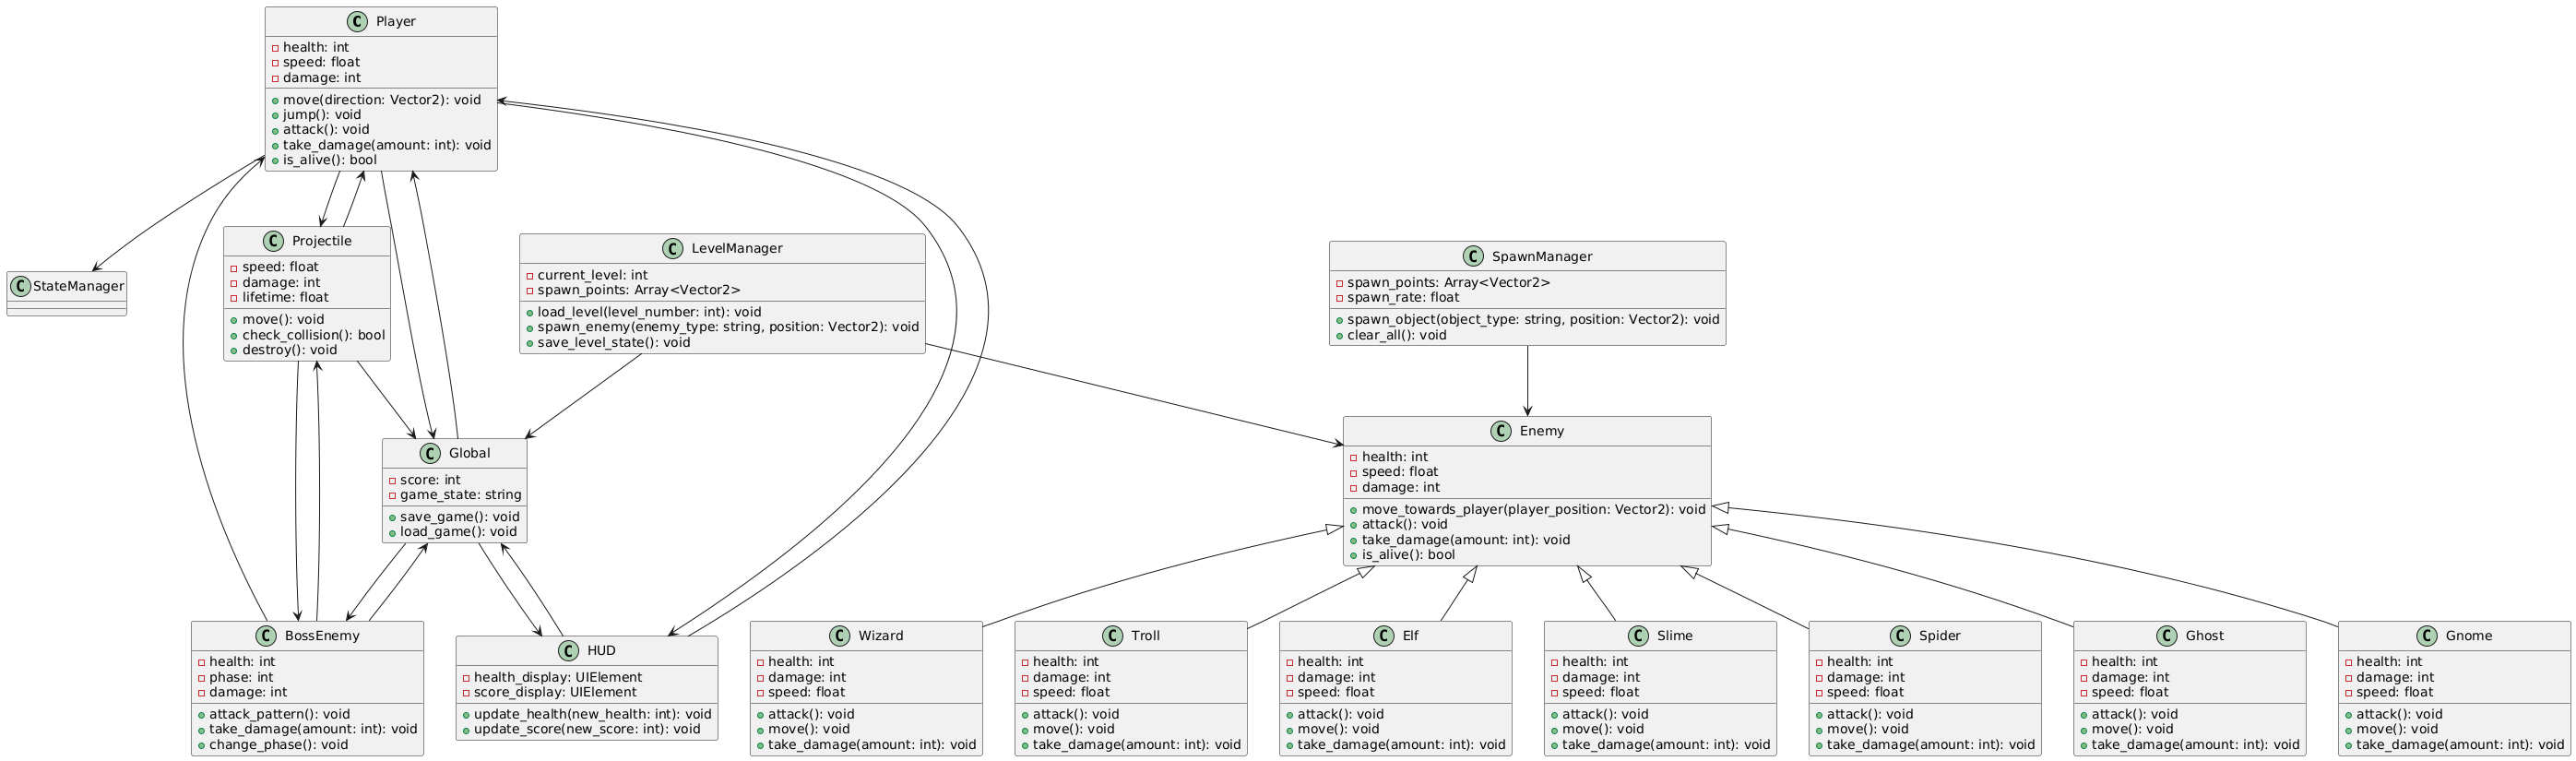 C Player
health: int
speed: float
damage: int
move(direction: Vector2): void
jump(): void
attack(): void
take_damage(amount: int): void
is_alive(): bool
C StateManager
C Projectile
speed: float
damage: int
lifetime: float
move(): void
check_collision(): bool
destroy(): void
C LevelManager
current_level: int
spawn_points: Array<Vector2>
load_level(level_number: int): void
spawn_enemy(enemy_type: string, position: Vector2): void
save_level_state(): void
C SpawnManager
spawn_points: Array<Vector2>
spawn_rate: float
spawn_object(object_type: string, position: Vector2): void
clear_all(): void
C Global
score: int
game_state: string
save_game(): void
load_game(): void
C Enemy
health: int
speed: float
damage: int
move_towards_player(player_position: Vector2): void
attack(): void
take_damage(amount: int): void
is_alive(): bool
C BossEnemy
health: int
phase: int
damage: int
attack_pattern(): void
take_damage(amount: int): void
change_phase(): void
C HUD
health_display: UIElement
score_display: UIElement
update_health(new_health: int): void
update_score(new_score: int): void
C Wizard
health: int
damage: int
speed: float
attack(): void
move(): void
take_damage(amount: int): void
C Troll
health: int
damage: int
speed: float
attack(): void
move(): void
take_damage(amount: int): void
C Elf
health: int
damage: int
speed: float
attack(): void
move(): void
take_damage(amount: int): void
C Slime
health: int
damage: int
speed: float
attack(): void
move(): void
take_damage(amount: int): void
C Spider
health: int
damage: int
speed: float
attack(): void
move(): void
take_damage(amount: int): void
C Ghost
health: int
damage: int
speed: float
attack(): void
move(): void
take_damage(amount: int): void
C Gnome
health: int
damage: int
speed: float
attack(): void
move(): void
take_damage(amount: int): void